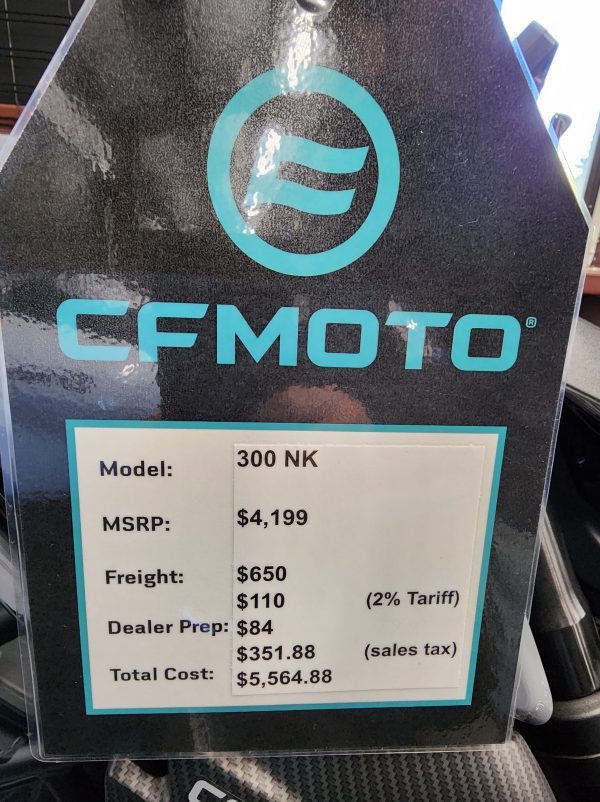 CFMOTO®
Model: 300 NK
MSRP: $4,199
Freight: $650
$110 (2% Tariff)
Dealer Prep: $84
$351.88 (sales tax)
Total Cost: $5,564.88